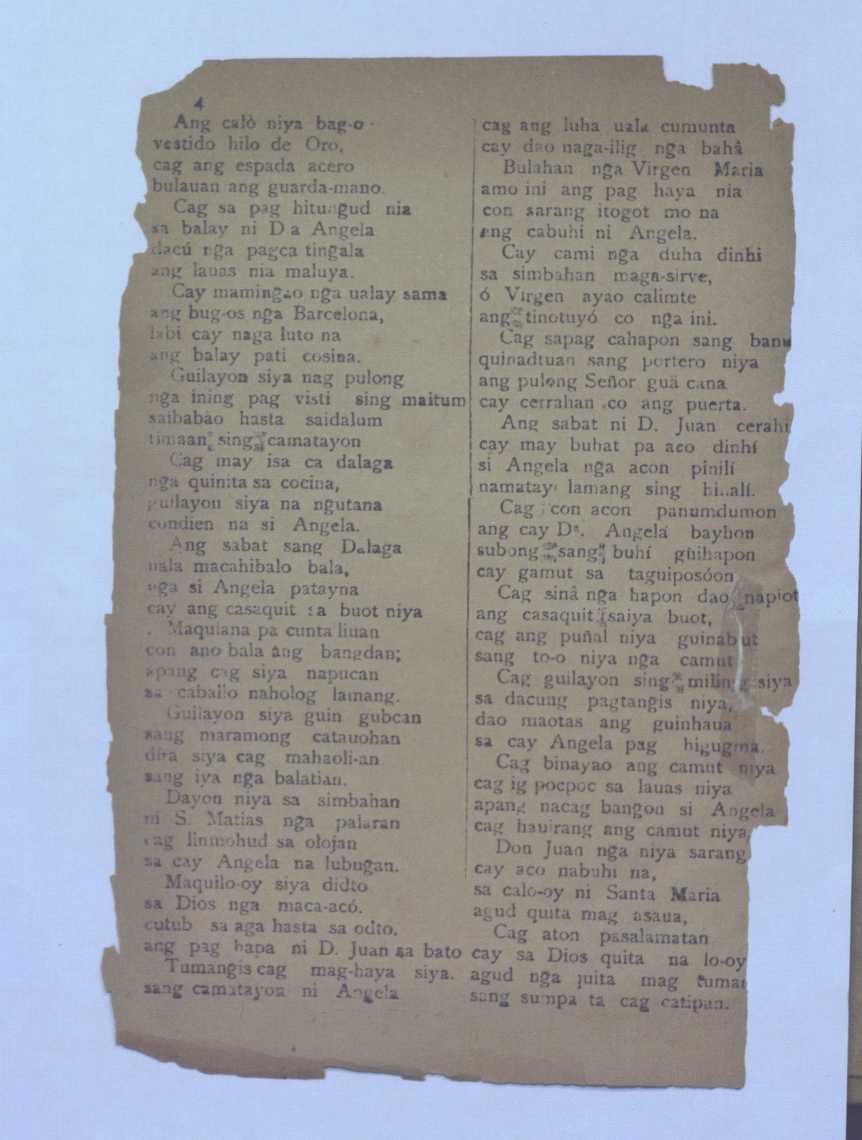 4
Ang caló niya bag-o
vestido hilo de Oro,
cag ang espada acero
bulauan ang guarda-mano.
Cag sa pag hitungud nia
sa balay ni D a Angela
dacú nga pagca tingala
ang lauas nia maluya.
Cay mamingao nga ualay sama
ang bug-os nga Barcelona,
labi cay naga luto na
ang balay pati cosina.
Guilayon siya nag pulong
nga ining pag visti sing maitum
saibabao hasta saidalum
timaan sing camatayon
Cag may isa ca dalaga
nga quinita sa cocina,
guilayon siya na ngutana
condien na si Angela.
Ang sabat sang Dalaga
uala macahibalo bala,
nga si Angela patayna
cay ang casaquit sa buot niya
Maquiana pa cunta liuan
con ano bala ang bangdan;
apang cag siya napucan
sa caballo naholog lamang.
Guilayon siya guin gubcan
sang maramong catauohan
dira siya cag mahaoli-an
sang iya nga balatian.
Dayon niya sa simbahan
ni S. Matias nga palaran
cag linmohud sa olojan
sa cay Angela na lubugan.
Maquilo-oy siya didto
sa Dios nga maca-acó.
cutub sa aga hasta sa odto,
ang pag hapa ni D. Juan sa bato
Tumangis cag mag-haya siya.
sang camatayon ni Angela
cag ang luha uala cumunta
cay dao naga-ilig nga bahâ
Bulahan nga Virgen Maria
amo ini ang pag haya nia
con sarang itogot mo na
ang cabuhi ni Angela.
Cay cami nga duha dinhi
sa simbahan maga-sirve,
ó Virgen ayao calimte
ang tinotuyó co nga ini.
Cag sapag cahapon sang
quinadtuan sang portero niya
ang pulong Señor guã cana
cay cerrahan co ang puerta.
Ang sabat ni D. Juan cerahi
cay may buhat pa aco dinhí
si Angela nga acon pinilí
namatay lamang sing
Cag con acon panumdumon
ang cay Dª. Angela bayhon
subong sang buhí guihapon
cay gamut sa taguiposóon
Cag sinâ nga hapon dao napiot
ang casaquit saiya buot,
cag ang puñal niya guinabut
sang to-o niya nga camut
Cag guilayon sing miling siya
sa dacung pagtangis niya,
dao maotas ang guinhaua
sa cay Angela pag higugma.
Cag binayao ang camut niya
cag ig pocpoc sa lauas niya
apang nacag bangon si Angela
cag hauirang ang camut niya
Don Juan nga niya sarang
cay aco nabuhi na,
sa calo-oy ni Santa Maria
agud quita mag asaua,
Cag aton pasalamatan
cay sa Dios quita na lo-oy
agud nga quita mag
sang sumpa ta cag catipan.